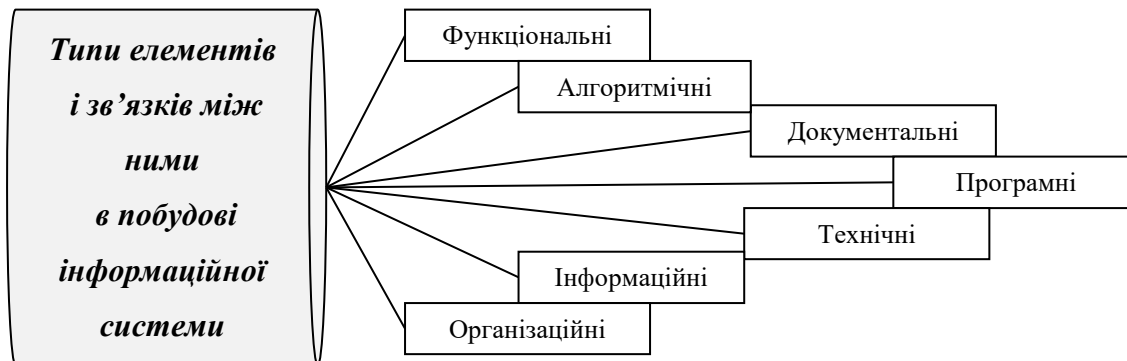 Типи елементів
і зв’язків між
ними
в побудові
інформаційної
системи
Функціональні
Алгоритмічні
Документальні
Програмні
Технічні
Інформаційні
Організаційні